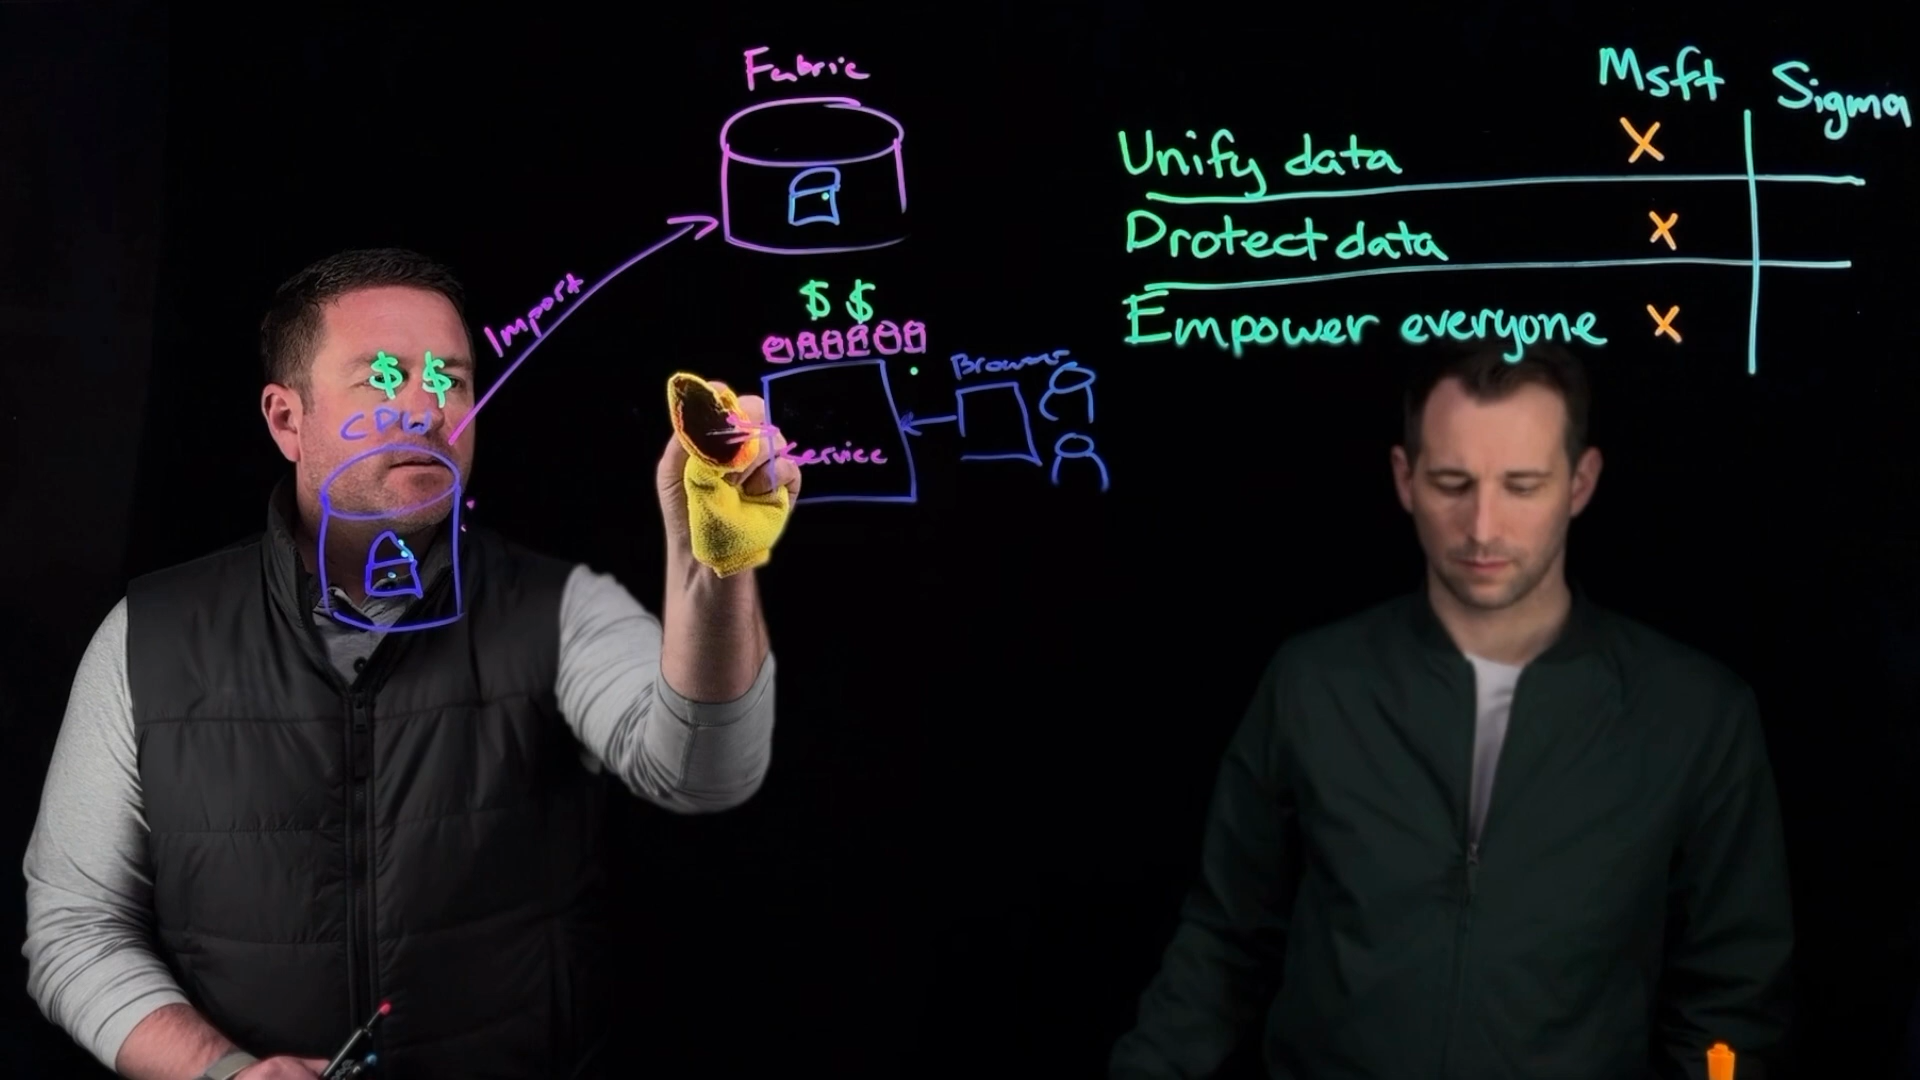 Fabric
Import
$ $
CDW
$ $
Service
Browser
Msft Sigma
Unify data X
Protect data X
Empower everyone X